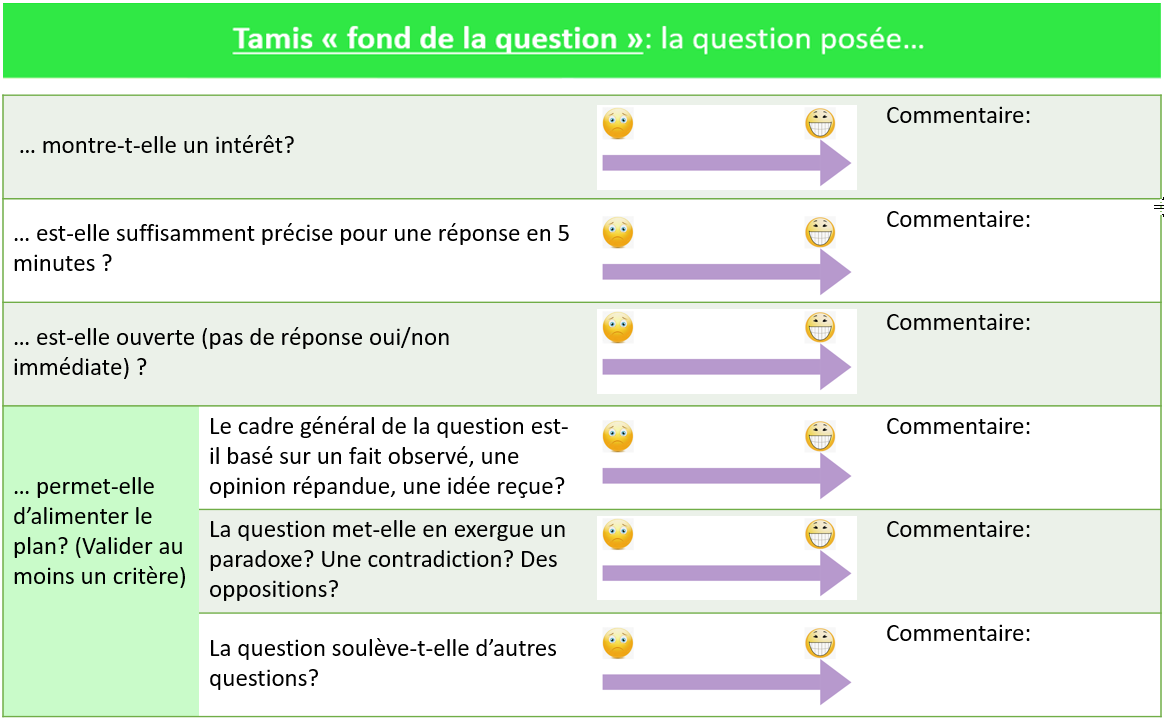 Tamis « fond de la question »: la question posée…
… montre-t-elle un intérêt?
Commentaire:
… est-elle suffisamment précise pour une réponse en 5
minutes ?
Commentaire:
… est-elle ouverte (pas de réponse oui/non
immédiate) ?
Commentaire:
… permet-elle
d’alimenter le
plan? (Valider au
moins un critère)
Le cadre général de la question est-
il basé sur un fait observé, une
opinion répandue, une idée reçue?
Commentaire:
La question met-elle en exergue un
paradoxe? Une contradiction? Des
oppositions?
Commentaire:
La question soulève-t-elle d’autres
questions?
Commentaire: